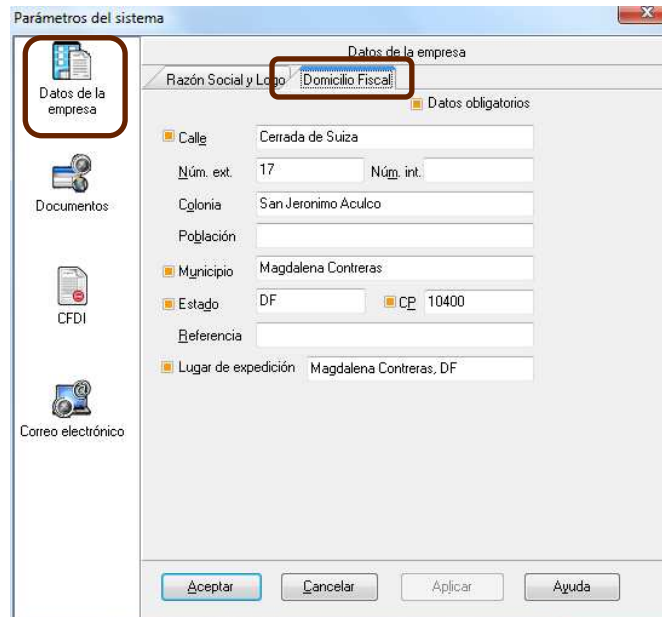 Parámetros del sistema
Datos de la empresa
Datos de la
empresa
Razón Social y Logo
Domicilio Fiscal
Datos obligatorios
Calle Cerrada de Suiza
Núm. ext. 17 Núm. int.
Documentos
Colonia San Jeronimo Aculco
Población
Municipio Magdalena Contreras
Estado DF CP 10400
CFDI
Referencia
Lugar de expedición Magdalena Contreras, DF
Correo electrónico
Aceptar Cancelar Aplicar Ayuda